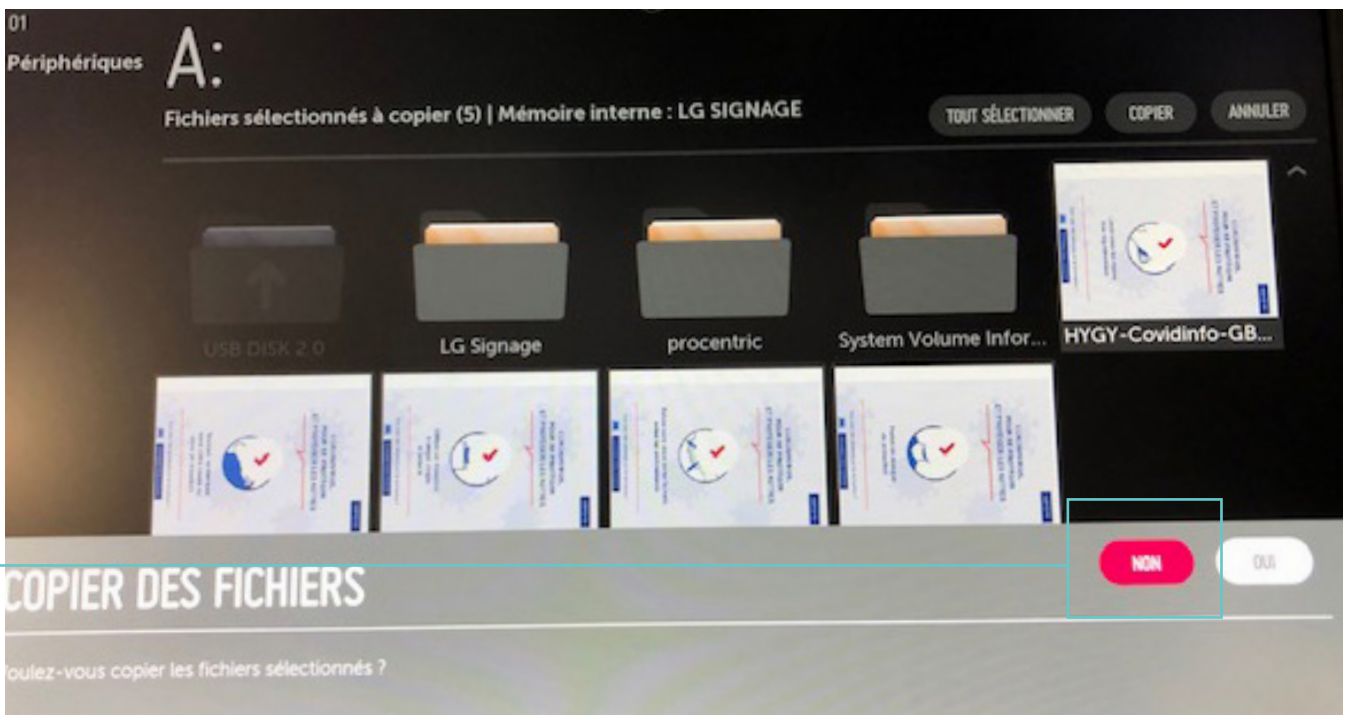 01
Périphériques
A:
Fichiers sélectionnés à copier (5) | Mémoire interne : LG SIGNAGE
TOUT SÉLECTIONNER
COPIER
ANNULER
USB DISK 2.0
LG Signage
procentric
System Volume Infor...
HYGY-Covidinfo-GB...
NON
OUI
COPIER DES FICHIERS
oulez-vous copier les fichiers sélectionnés ?